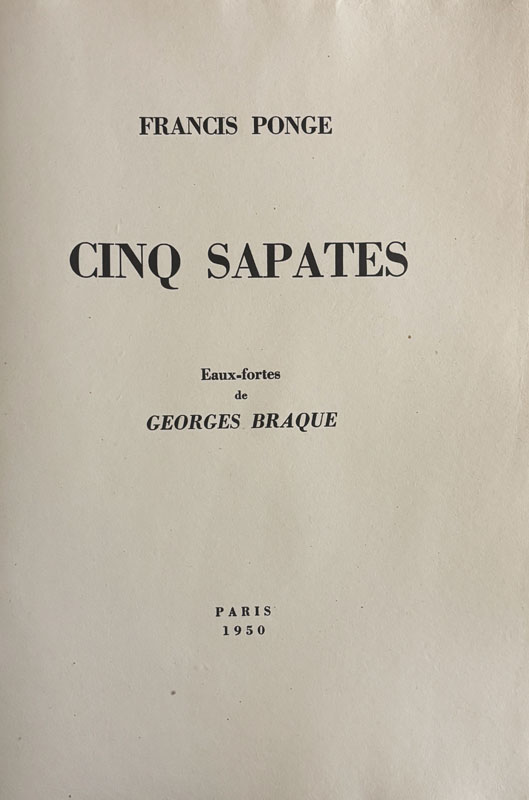 FRANCIS PONGE
CINQ SAPATES
Eaux-fortes
de
GEORGES BRAQUE
PARIS
1950